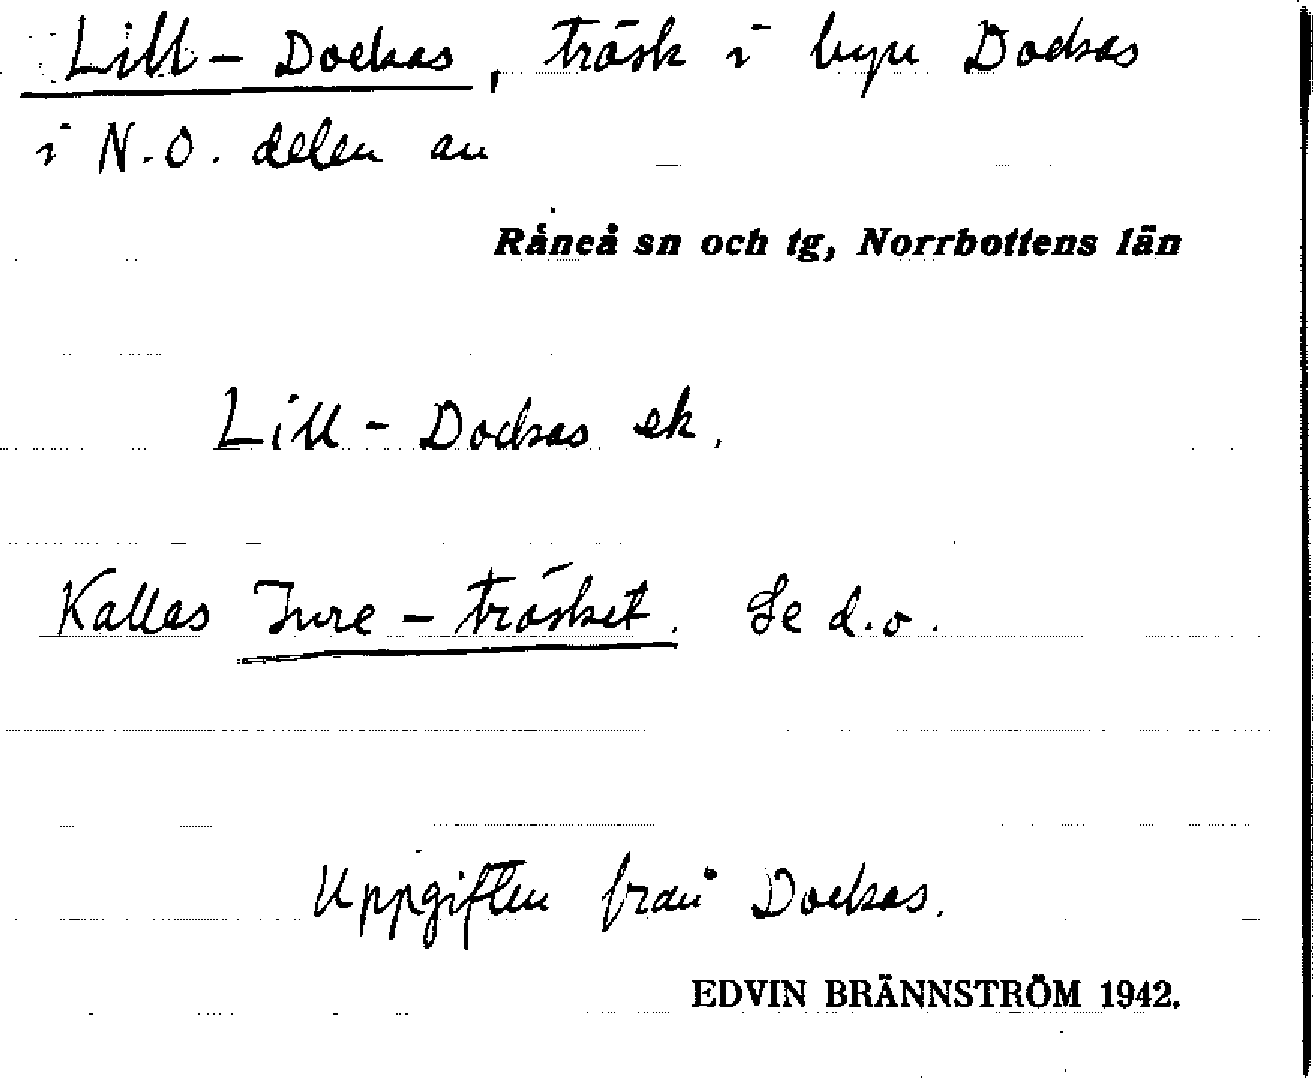 Lill-Dockas, träsk i byn Dockas
i N.O. delen av
Råneå sn och tg, Norrbottens län
Lill-Dockas ek.
Kallas Ture-träsket. Se d.o.
Uppgiften från Dockas.
EDVIN BRÄNNSTRÖM 1942.